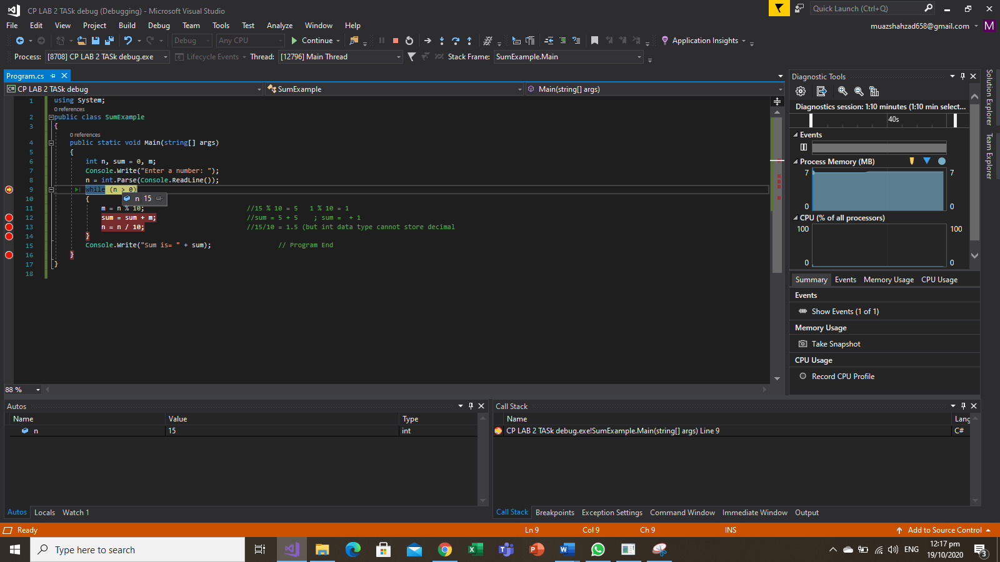 CP LAB 2 TASk debug (Debugging) - Microsoft Visual Studio
Quick Launch (Ctrl+Q)
File Edit View Project Build Debug Team Tools Test Analyze Window Help
muazshahzad658@gmail.com M
Debug Any CPU Continue Application Insights
Process: [8708] CP LAB 2 TASk debug.exe Lifecycle Events Thread: [12796] Main Thread Stack Frame: SumExample.Main
Program.cs
C# CP LAB 2 TASk debug SumExample Main(string[] args)
1 using System;
0 references
2 public class SumExample
3 {
0 references
4 public static void Main(string[] args)
5 {
6 int n, sum = 0, m;
7 Console.Write("Enter a number: ");
8 n = int.Parse(Console.ReadLine());
9 while (n > 0)
n 15
10 {
11 m = n % 10; //15 % 10 = 5 1 % 10 = 1
12 sum = sum + m; //sum = 5 + 5 ; sum = + 1
13 n = n / 10; //15/10 = 1.5 (but int data type cannot store decimal
14 }
15 Console.Write("Sum is= " + sum); // Program End
16 }
17 }
18
88 %
Diagnostic Tools
Diagnostics session: 1:10 minutes (1:10 min select...
40s
Events
Process Memory (MB)
7 7
0 0
CPU (% of all processors)
100 100
0 0
Summary Events Memory Usage CPU Usage
Events
Show Events (1 of 1)
Memory Usage
Take Snapshot
CPU Usage
Record CPU Profile
Solution Explorer
Team Explorer
Autos
Name Value Type
n 15 int
Autos Locals Watch 1
Call Stack
Name Lang
CP LAB 2 TASk debug.exe!SumExample.Main(string[] args) Line 9 C#
Call Stack Breakpoints Exception Settings Command Window Immediate Window Output
Ready Ln 9 Col 9 Ch 9 INS Add to Source Control
Type here to search
ENG
12:17 pm
19/10/2020
3